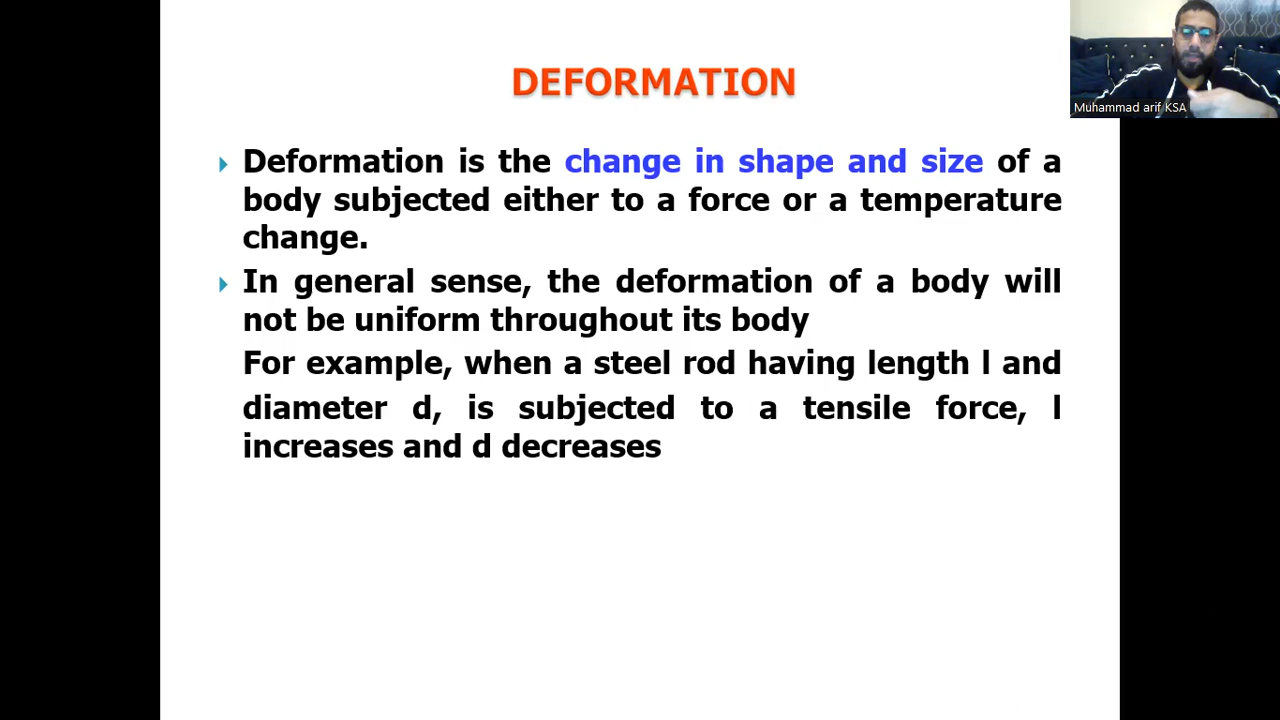 DEFORMATION
Muhammad arif KSA
Deformation is the change in shape and size of a
body subjected either to a force or a temperature
change.
In general sense, the deformation of a body will
not be uniform throughout its body
For example, when a steel rod having length l and
diameter d, is subjected to a tensile force, l
increases and d decreases